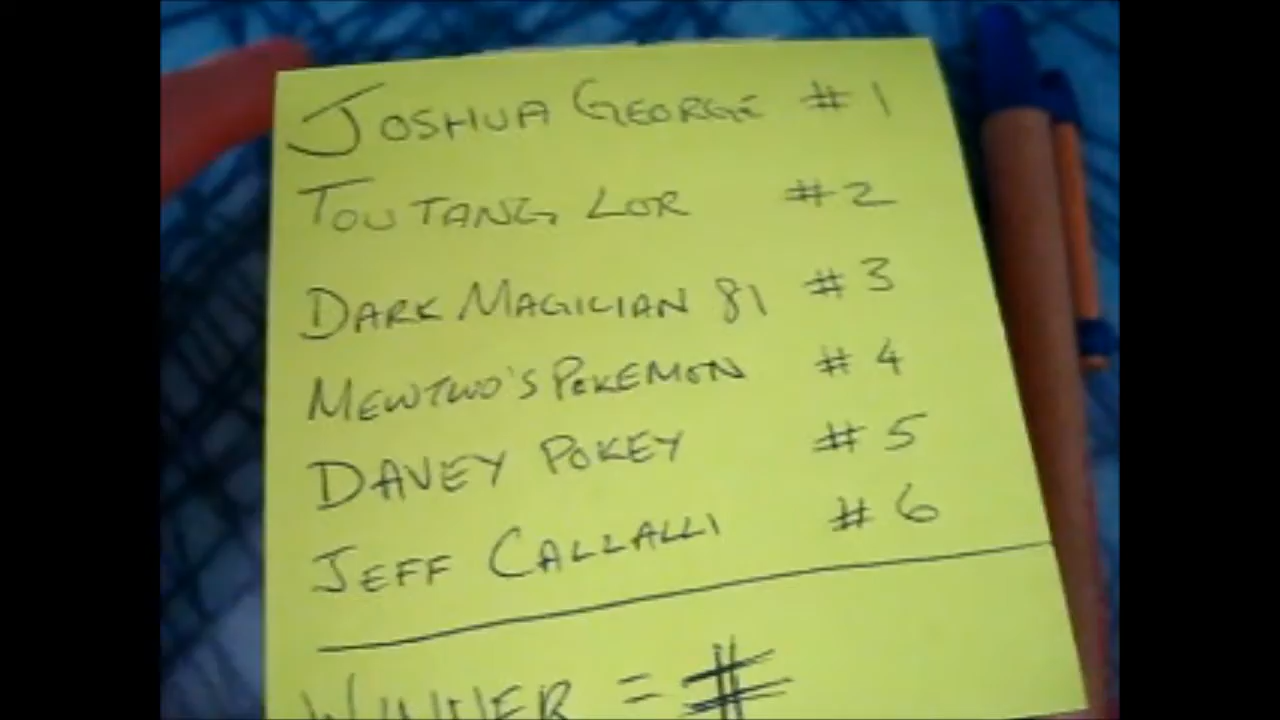 JOSHUA GEORGE #1
TOU TANG LOR #2
DARK MAGICIAN 81 #3
MEWTWO'S POKEMON #4
DAVEY POKEY #5
JEFF CALLALLI #6
WINNER = #